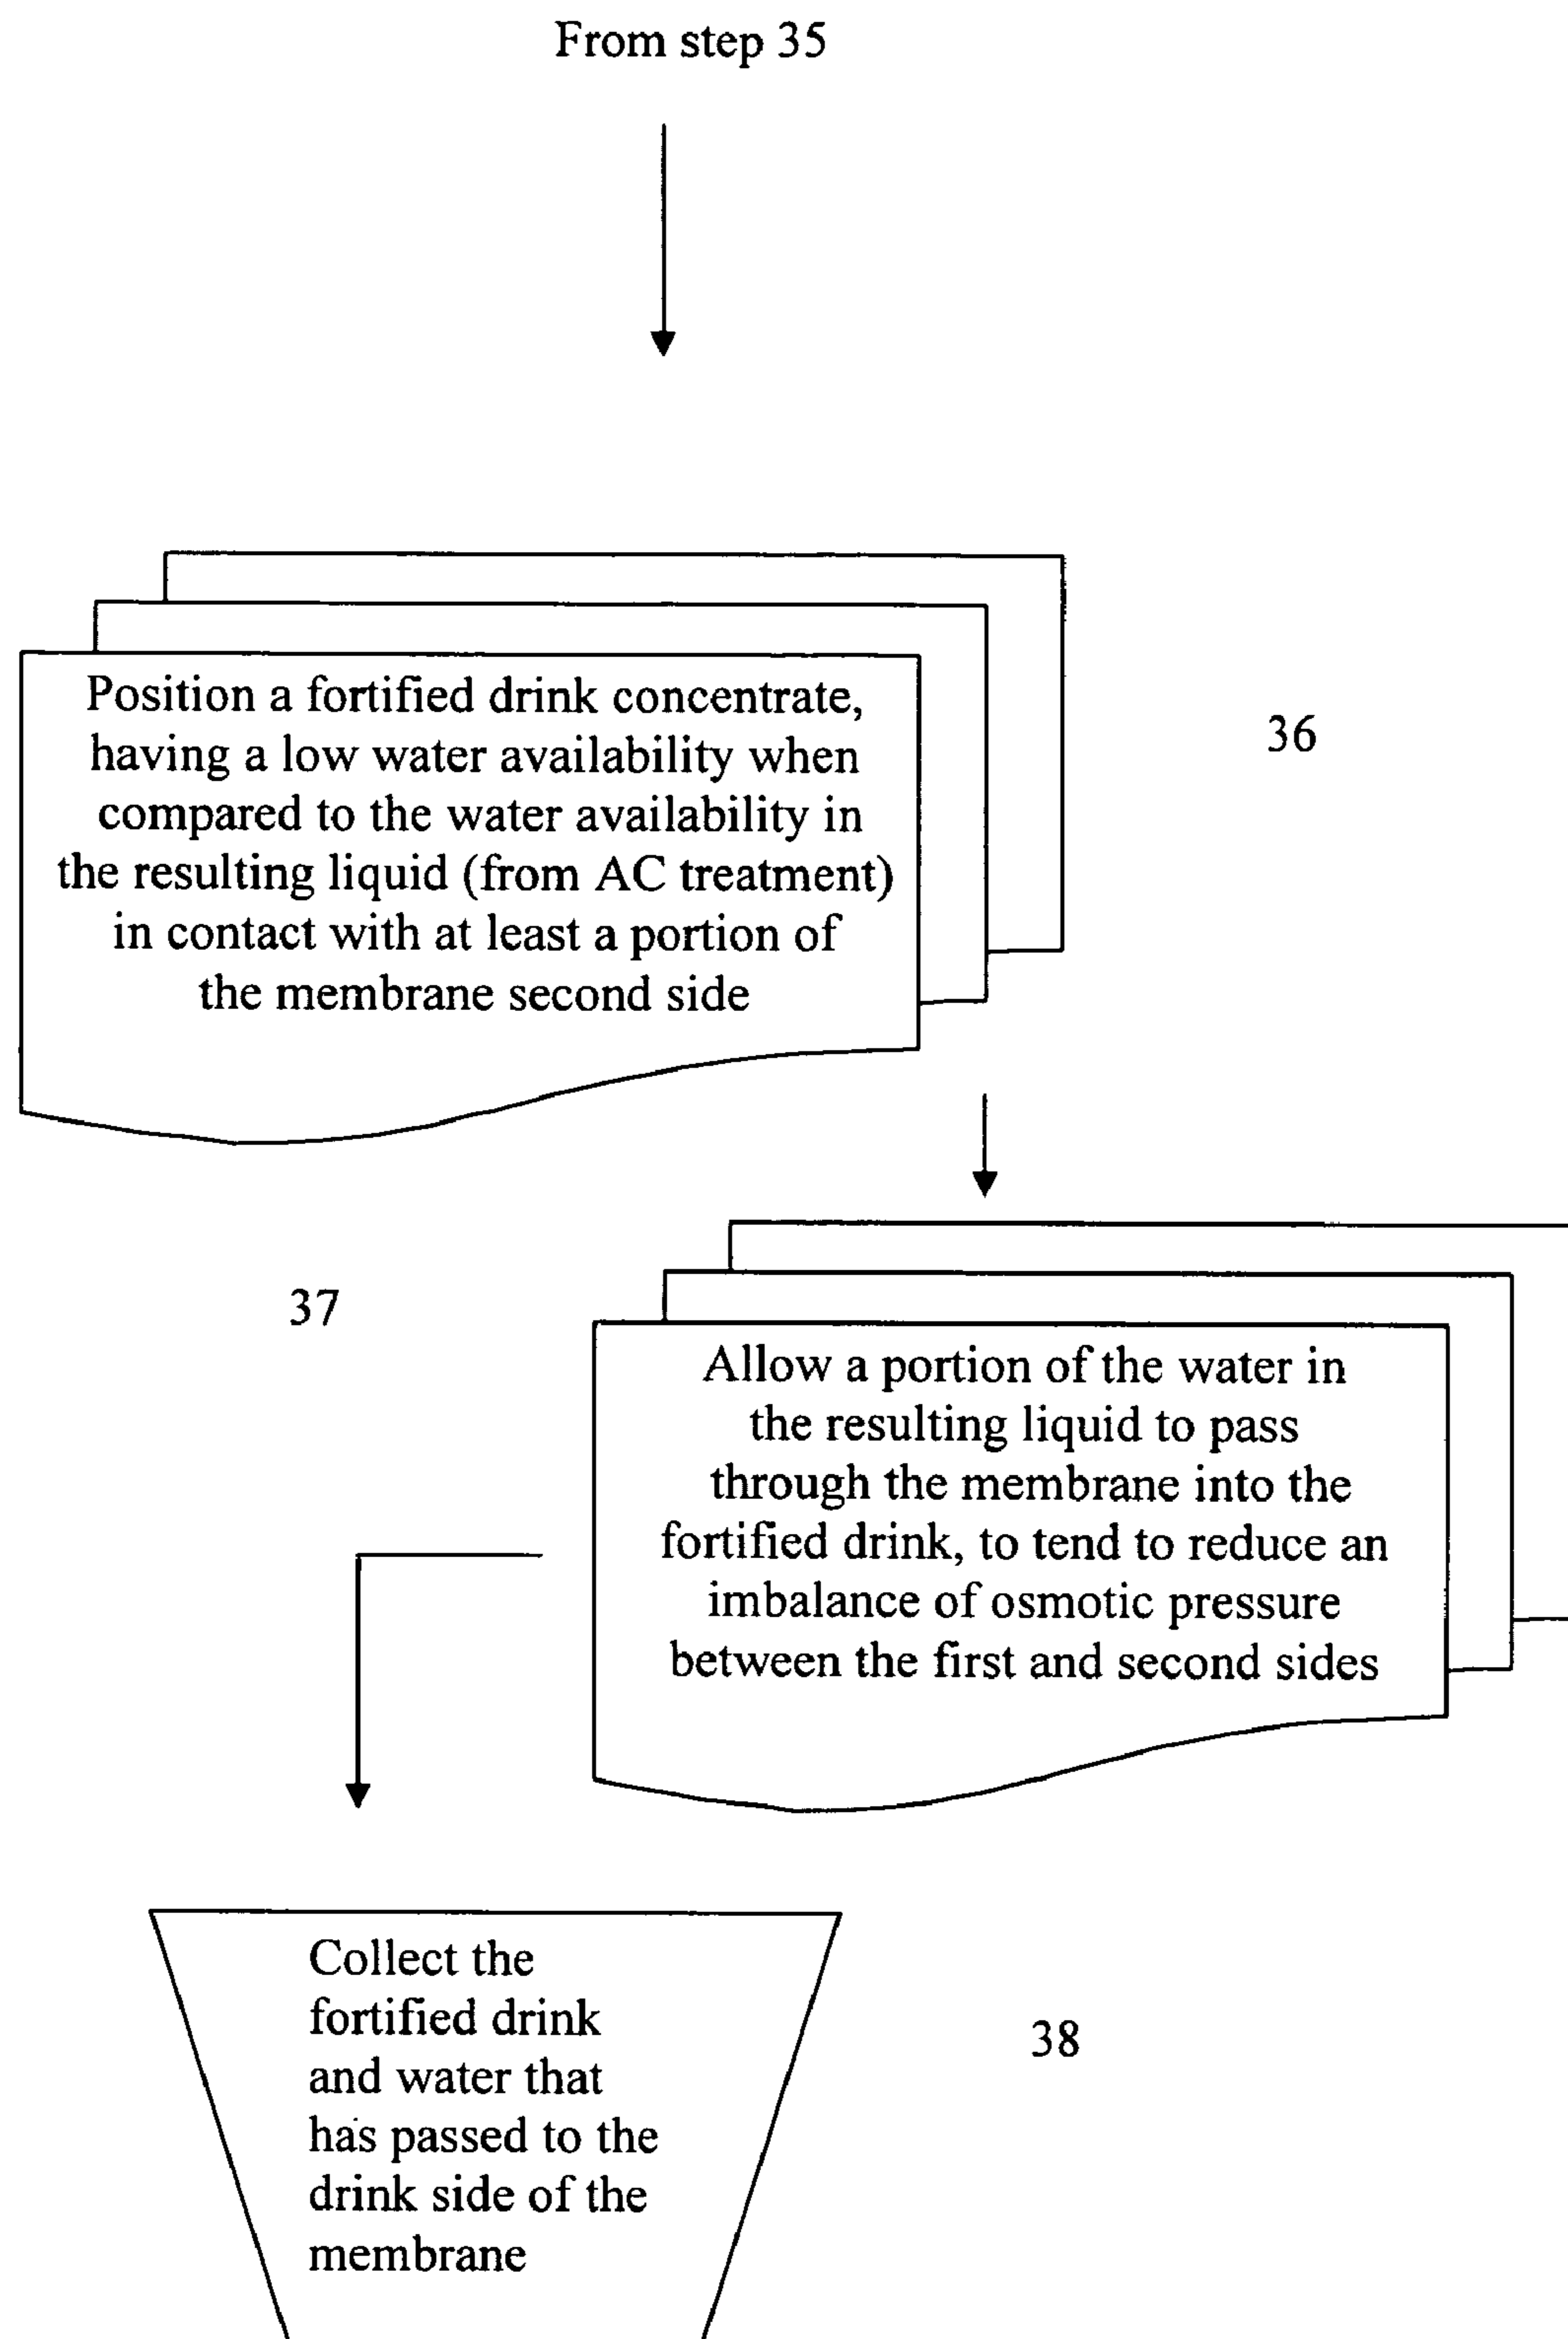 From step 35
Position a fortified drink concentrate,
having a low water availability when
compared to the water availability in
the resulting liquid (from AC treatment)
in contact with at least a portion of
the membrane second side
36
37
Allow a portion of the water in
the resulting liquid to pass
through the membrane into the
fortified drink, to tend to reduce an
imbalance of osmotic pressure
between the first and second sides
Collect the
fortified drink
and water that
has passed to the
drink side of the
membrane
38